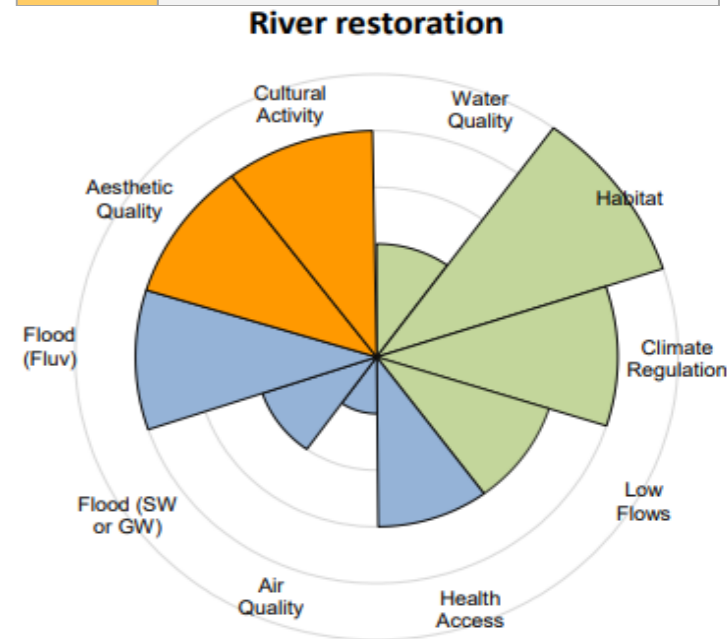 River restoration
Cultural
Activity
Water
Quality
Aesthetic
Quality
Habitat
Flood
(Fluv)
Climate
Regulation
Flood (SW
or GW)
Low
Flows
Air
Quality
Health
Access